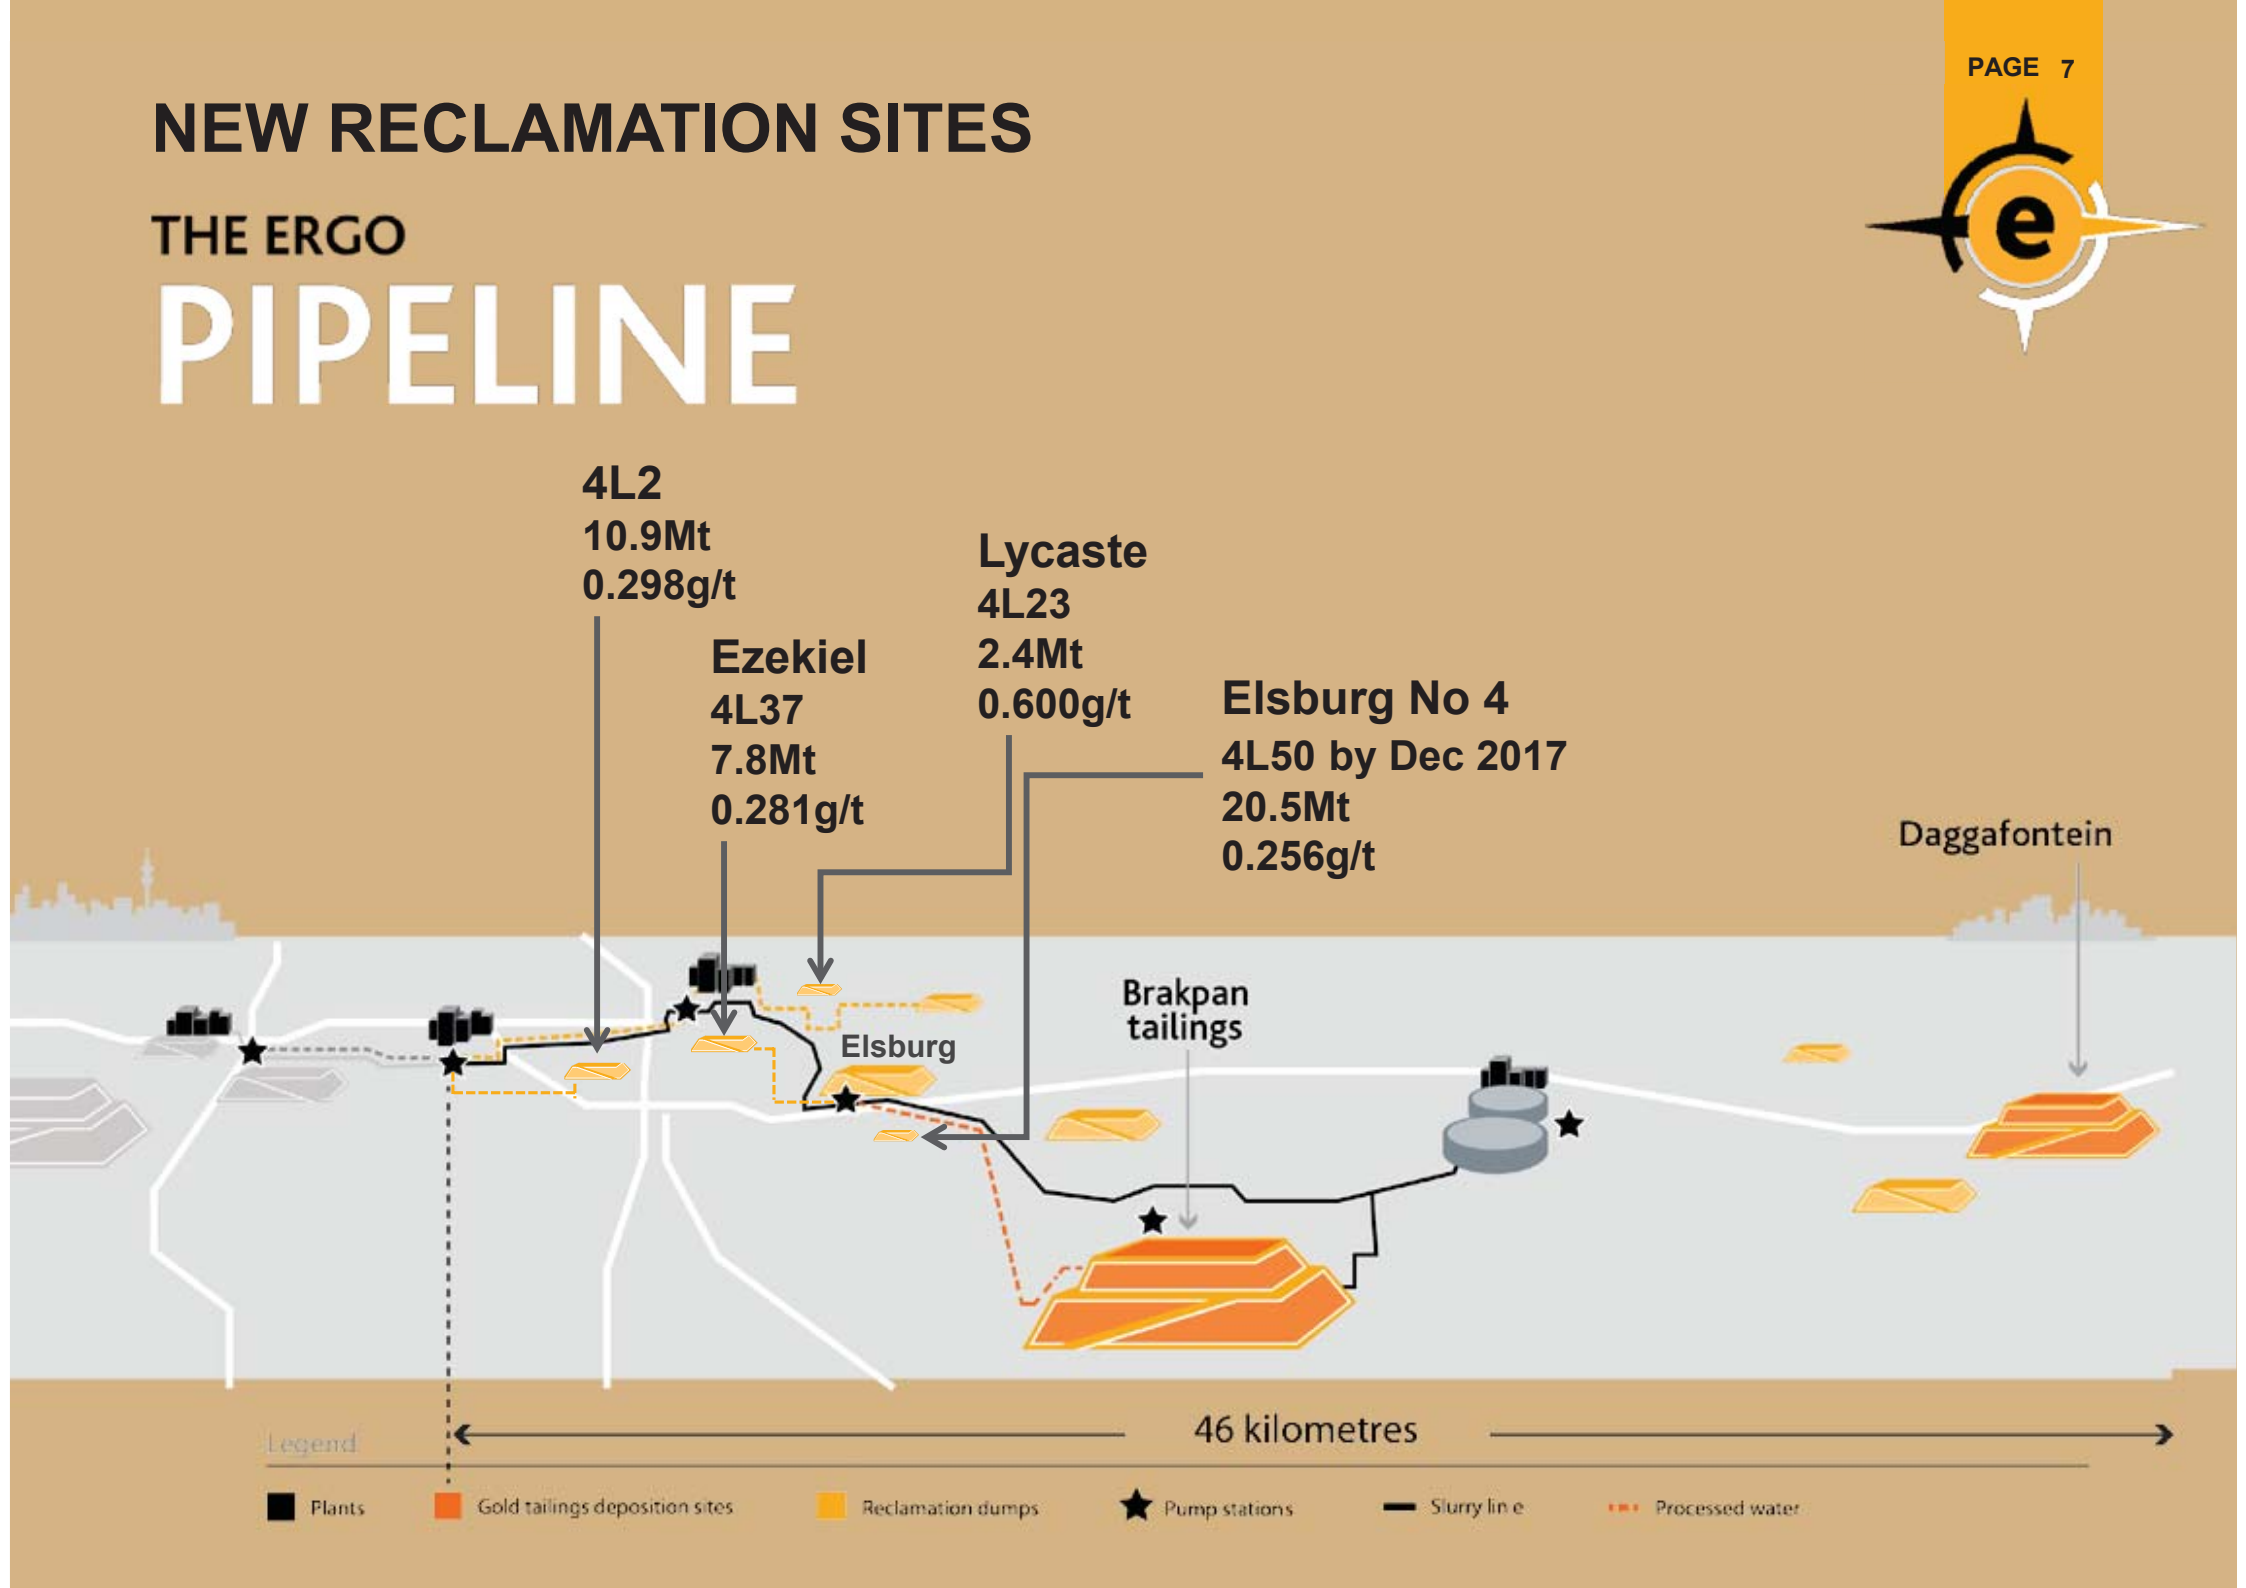 PAGE 7
NEW RECLAMATION SITES
THE ERGO
PIPELINE
e
4L2
10.9Mt
0.298g/t
Ezekiel
4L37
7.8Mt
0.281g/t
Lycaste
4L23
2.4Mt
0.600g/t
Elsburg No 4
4L50 by Dec 2017
20.5Mt
0.256g/t
Daggafontein
Brakpan
tailings
Elsburg
46 kilometres
Legend
Plants
Gold tailings deposition sites
Reclamation dumps
Pump stations
Slurry line
Processed water